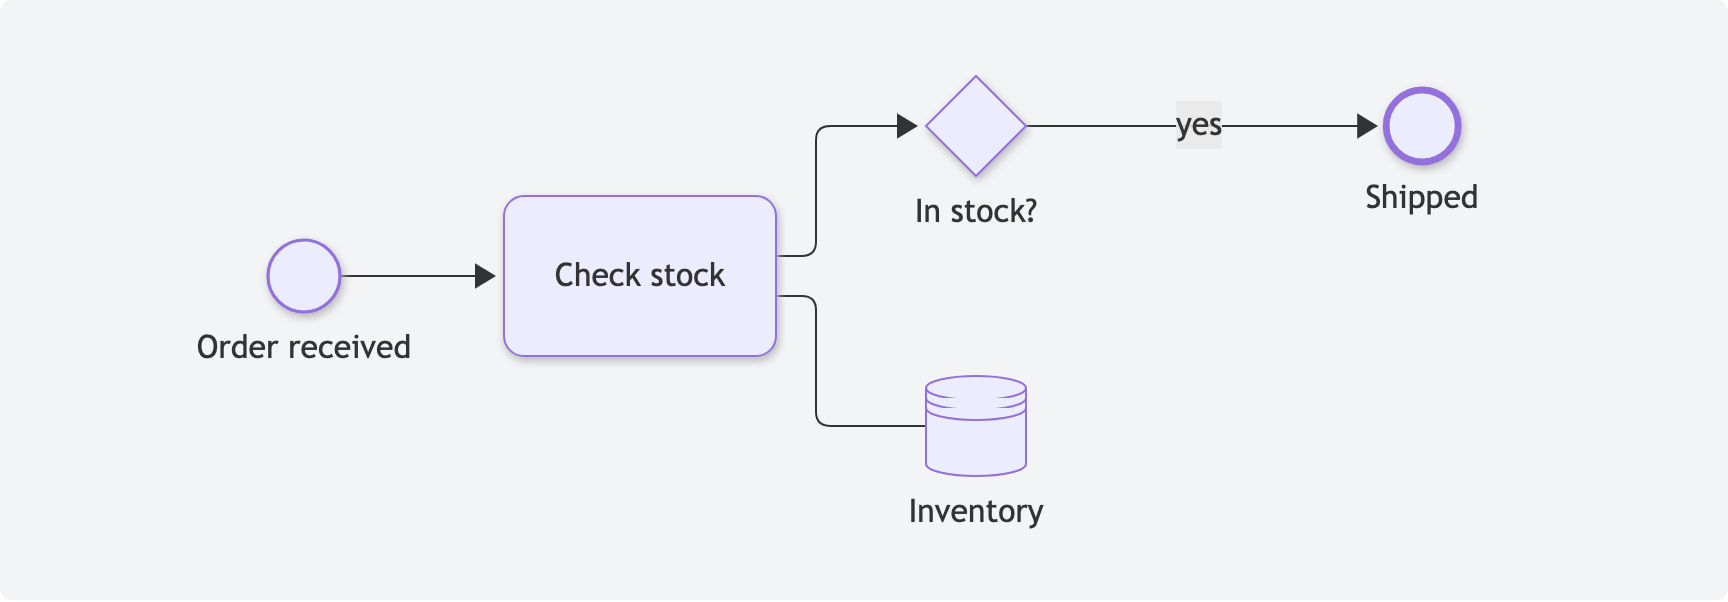 yes
Shipped
In stock?
Check stock
Order received
Inventory